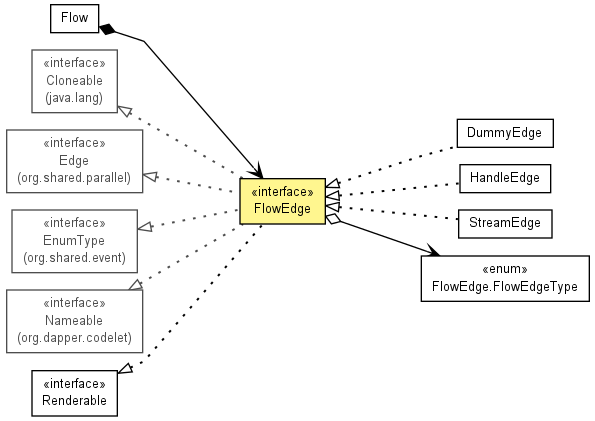 Flow
«interface»
Cloneable
(java.lang)
«interface»
Edge
(org.shared.parallel)
«interface»
EnumType
(org.shared.event)
«interface»
Nameable
(org.dapper.codelet)
«interface»
Renderable
«interface»
FlowEdge
DummyEdge
HandleEdge
StreamEdge
«enum»
FlowEdge.FlowEdgeType